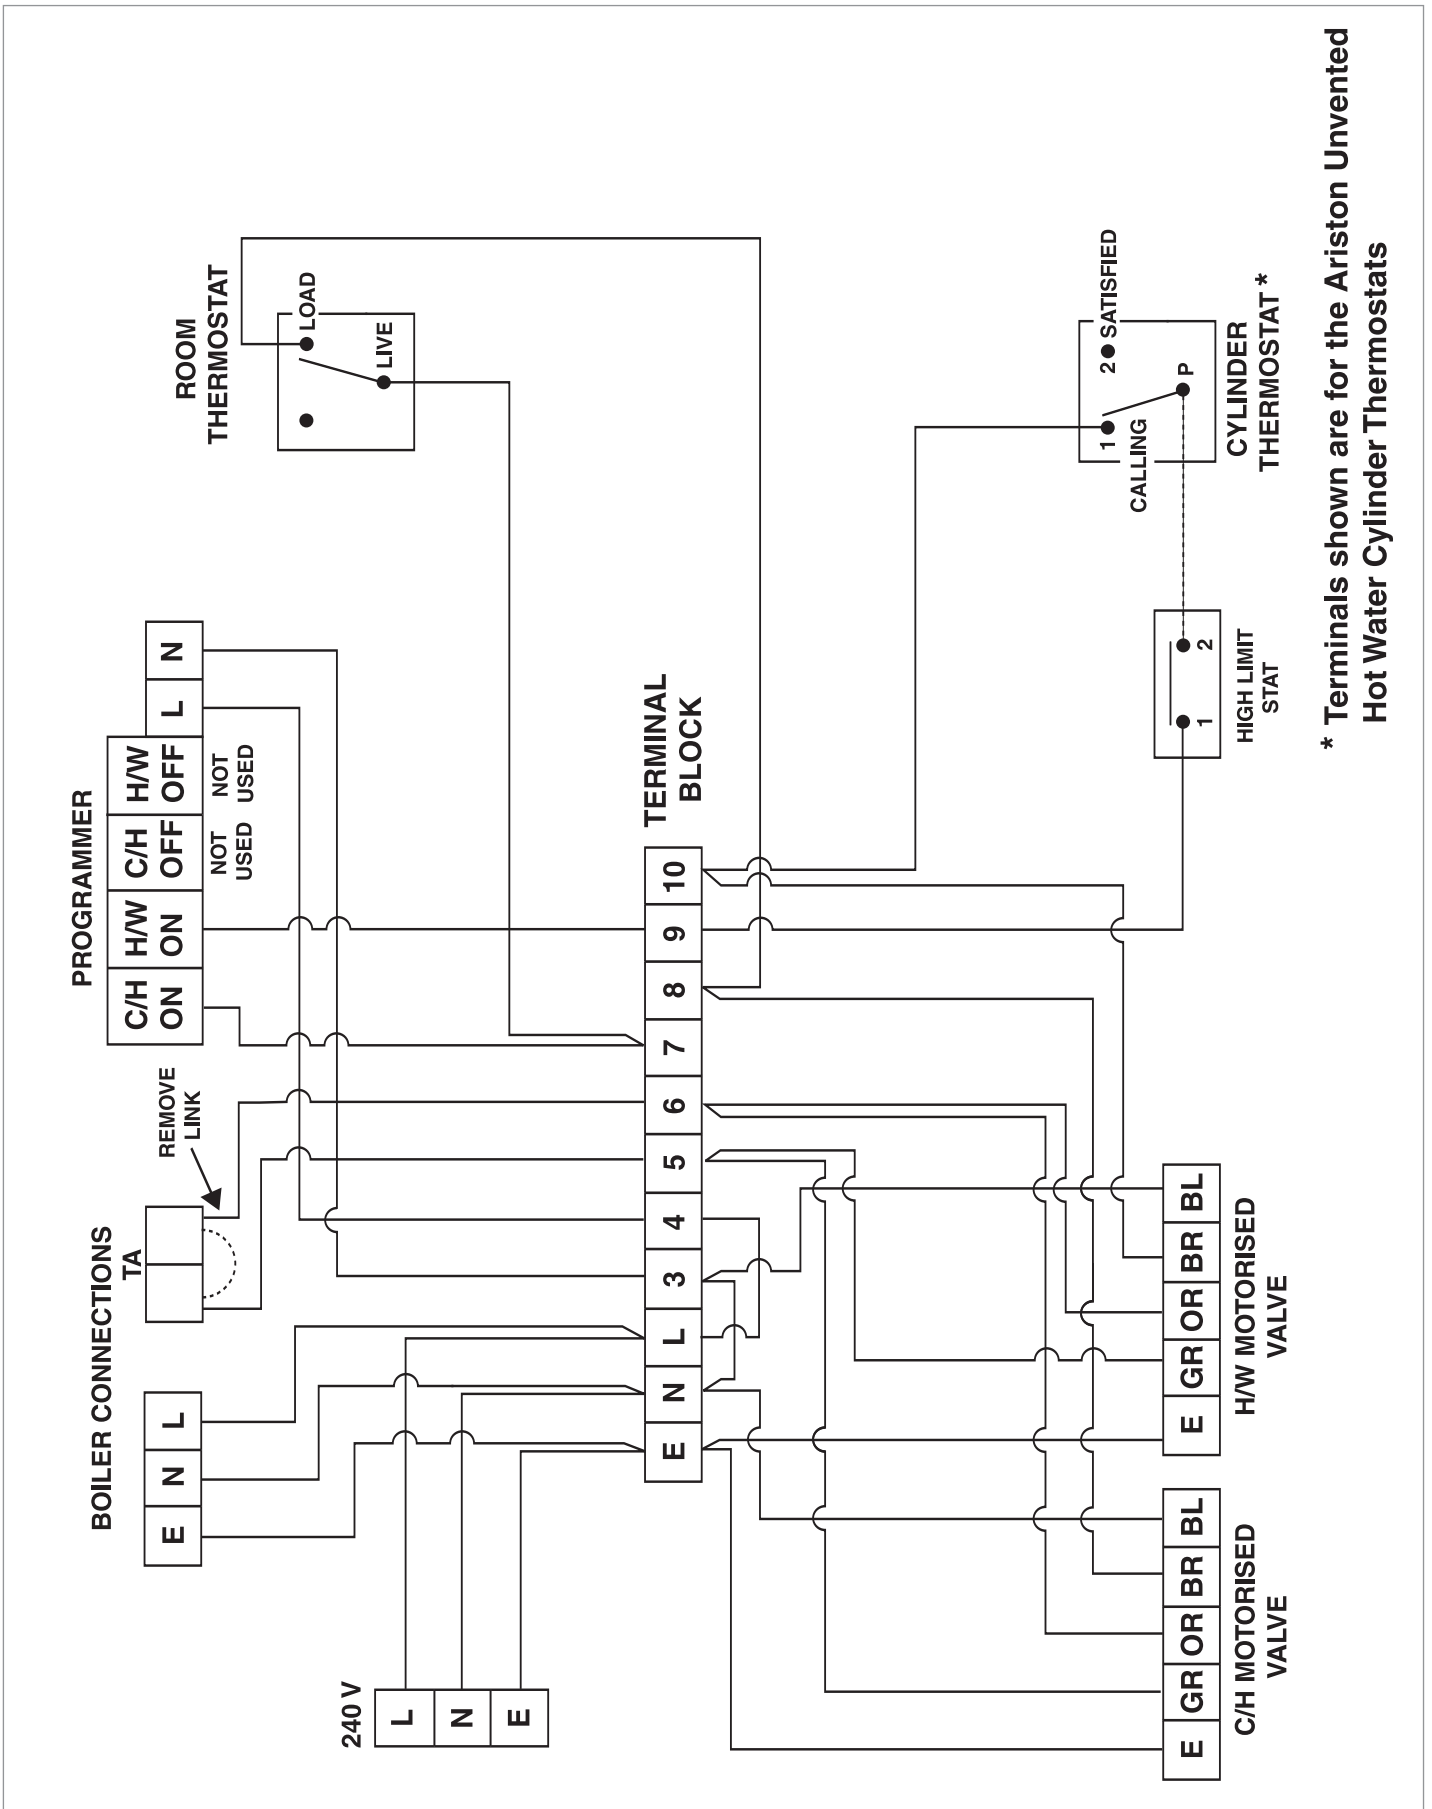 240 V
L
N
E
BOILER CONNECTIONS
E
N
L
TA
REMOVE
LINK
PROGRAMMER
C/H
ON
H/W
ON
C/H
OFF
H/W
OFF
L
N
NOT
USED
NOT
USED
ROOM
THERMOSTAT
LOAD
LIVE
TERMINAL
BLOCK
E
N
L
3
4
5
6
7
8
9
10
C/H MOTORISED
VALVE
E
GR
OR
BR
BL
H/W MOTORISED
VALVE
E
GR
OR
BR
BL
HIGH LIMIT
STAT
1
2
CYLINDER
THERMOSTAT *
1
CALLING
2
SATISFIED
P
* Terminals shown are for the Ariston Unvented
Hot Water Cylinder Thermostats